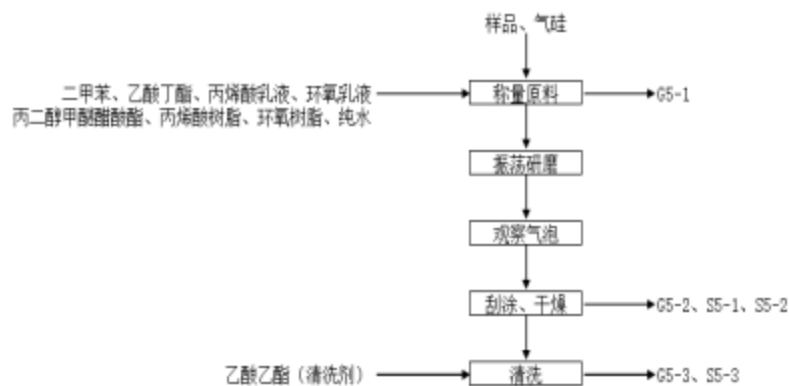 样品、气硅
二甲苯、乙酸丁酯、丙烯酸乳液、环氧乳液
丙二醇甲醚醋酸酯、丙烯酸树脂、环氧树脂、纯水
称量原料
G5-1
振荡研磨
观察气泡
刮涂、干燥
G5-2、S5-1、S5-2
乙酸乙酯（清洗剂）
清洗
G5-3、S5-3